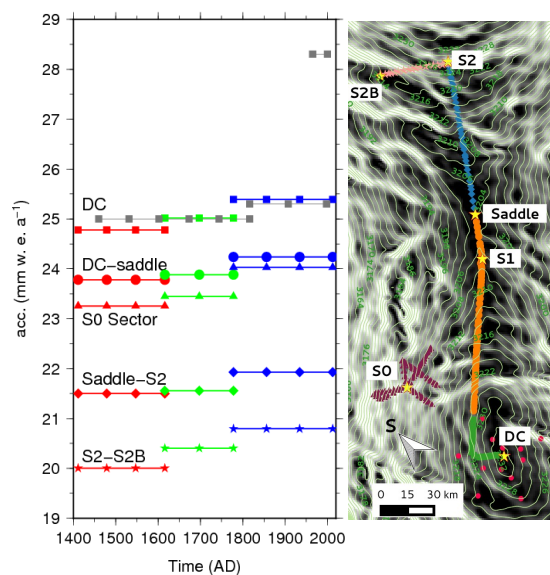 29
28
27
26
25
24
23
22
21
20
19
acc. (mm w. e. a⁻¹)
DC
DC−saddle
S0 Sector
Saddle−S2
S2−S2B
1400 1500 1600 1700 1800 1900 2000
Time (AD)
S2
S2B
3216
Saddle
S1
3216
S0
S
DC
0 15 30 km